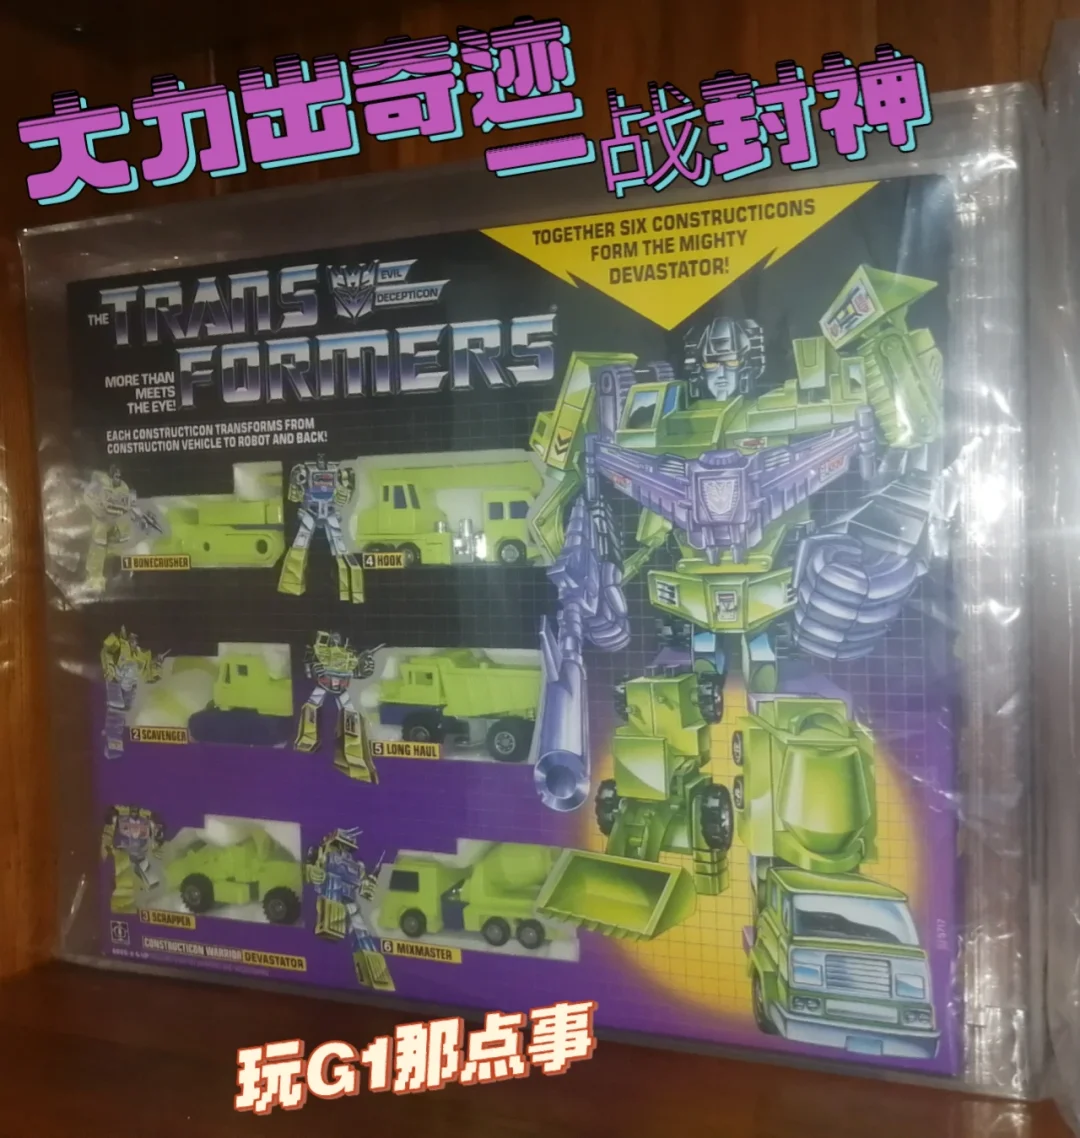 大力出奇迹
一战封神
TOGETHER SIX CONSTRUCTICONS
FORM THE MIGHTY
DEVASTATOR!
THE TRANS
EVIL
DECEPTICON
FORMERS
MORE THAN
MEETS
THE EYE!
EACH CONSTRUCTICON TRANSFORMS FROM
CONSTRUCTION VEHICLE TO ROBOT AND BACK!
1 BONECRUSHER
4 HOOK
2 SCAVENGER
5 LONG HAUL
3 SCRAPPER
6 MIXMASTER
CONSTRUCTICON WARRIOR DEVASTATOR
玩G1那点事